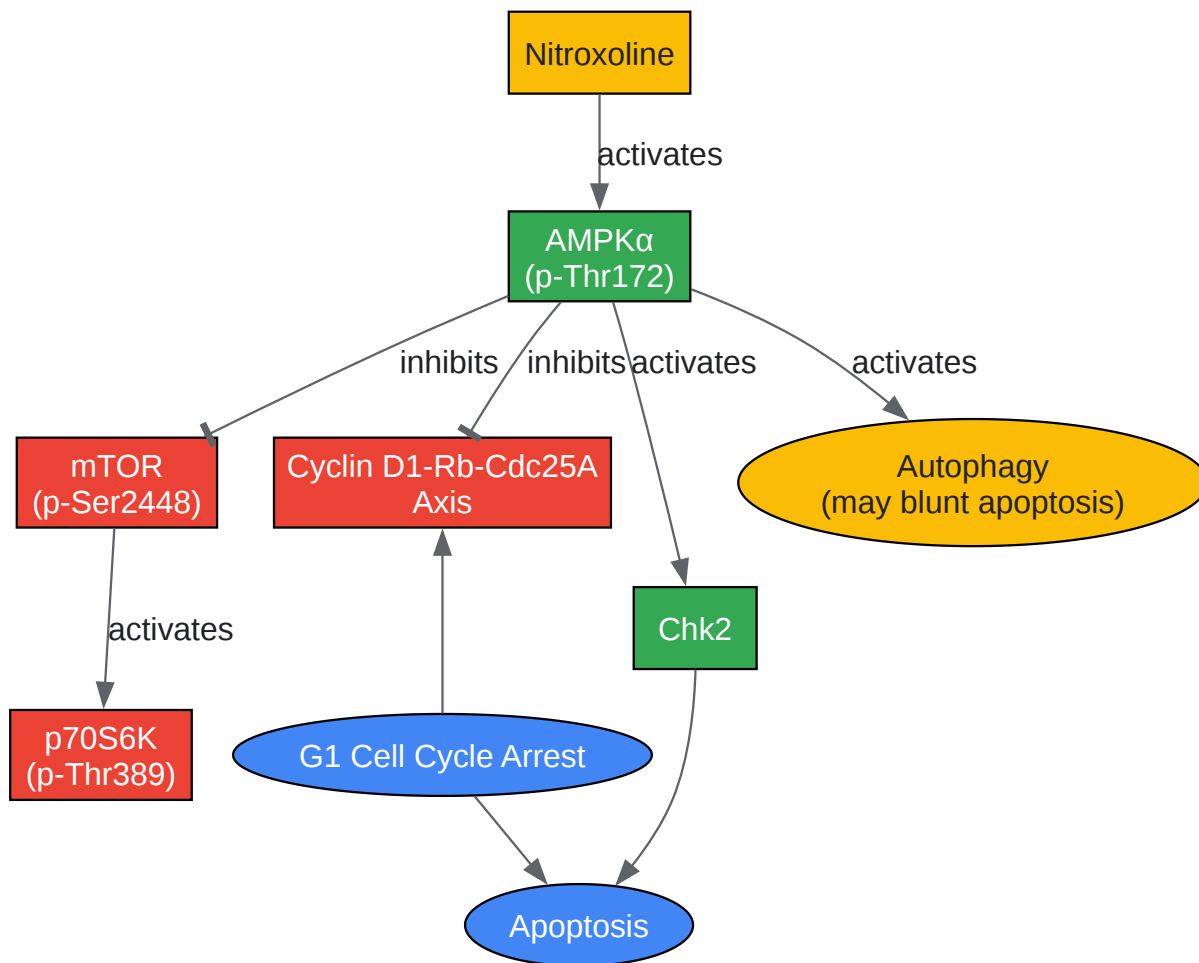 Nitroxoline
activates
AMPKα
(p-Thr172)
inhibits
inhibits
activates
activates
mTOR
(p-Ser2448)
Cyclin D1-Rb-Cdc25A
Axis
Autophagy
(may blunt apoptosis)
activates
Chk2
p70S6K
(p-Thr389)
G1 Cell Cycle Arrest
Apoptosis